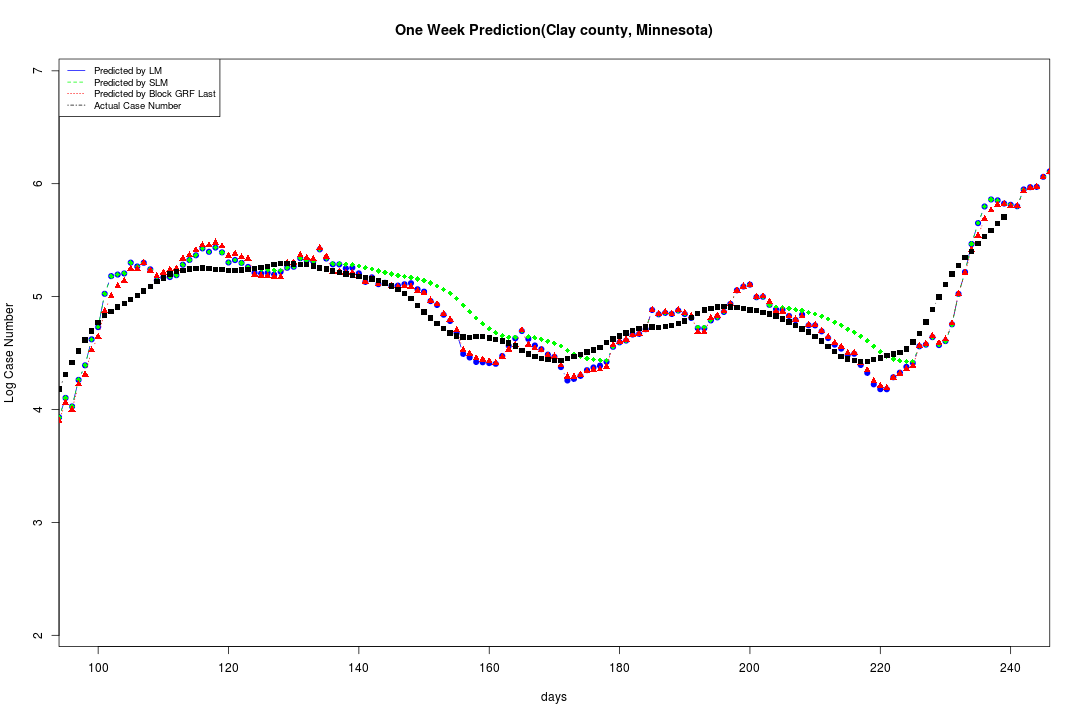 One Week Prediction(Clay county, Minnesota)
Predicted by LM
Predicted by SLM
Predicted by Block GRF Last
Actual Case Number
Log Case Number
7
6
5
4
3
2
100 120 140 160 180 200 220 240
days